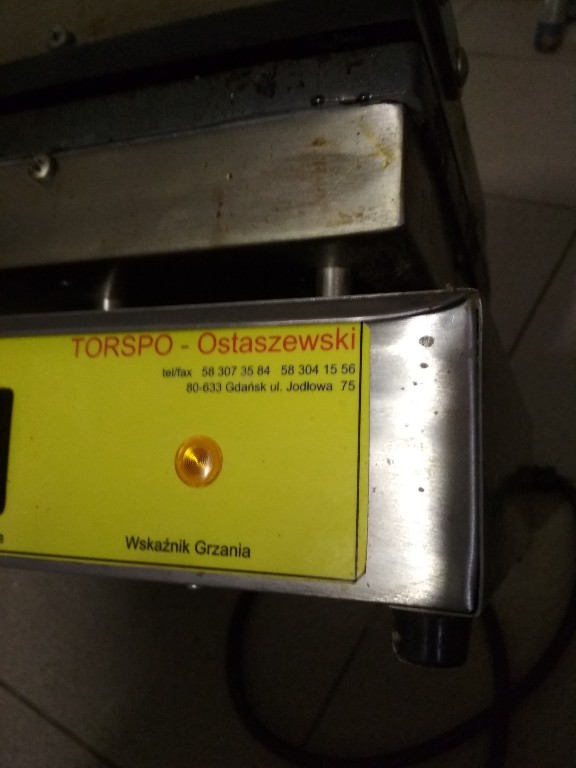 TORSPO - Ostaszewski
tel/fax 58 307 35 84 58 304 15 56
80-633 Gdańsk ul. Jodłowa 75
Wskaźnik Grzania